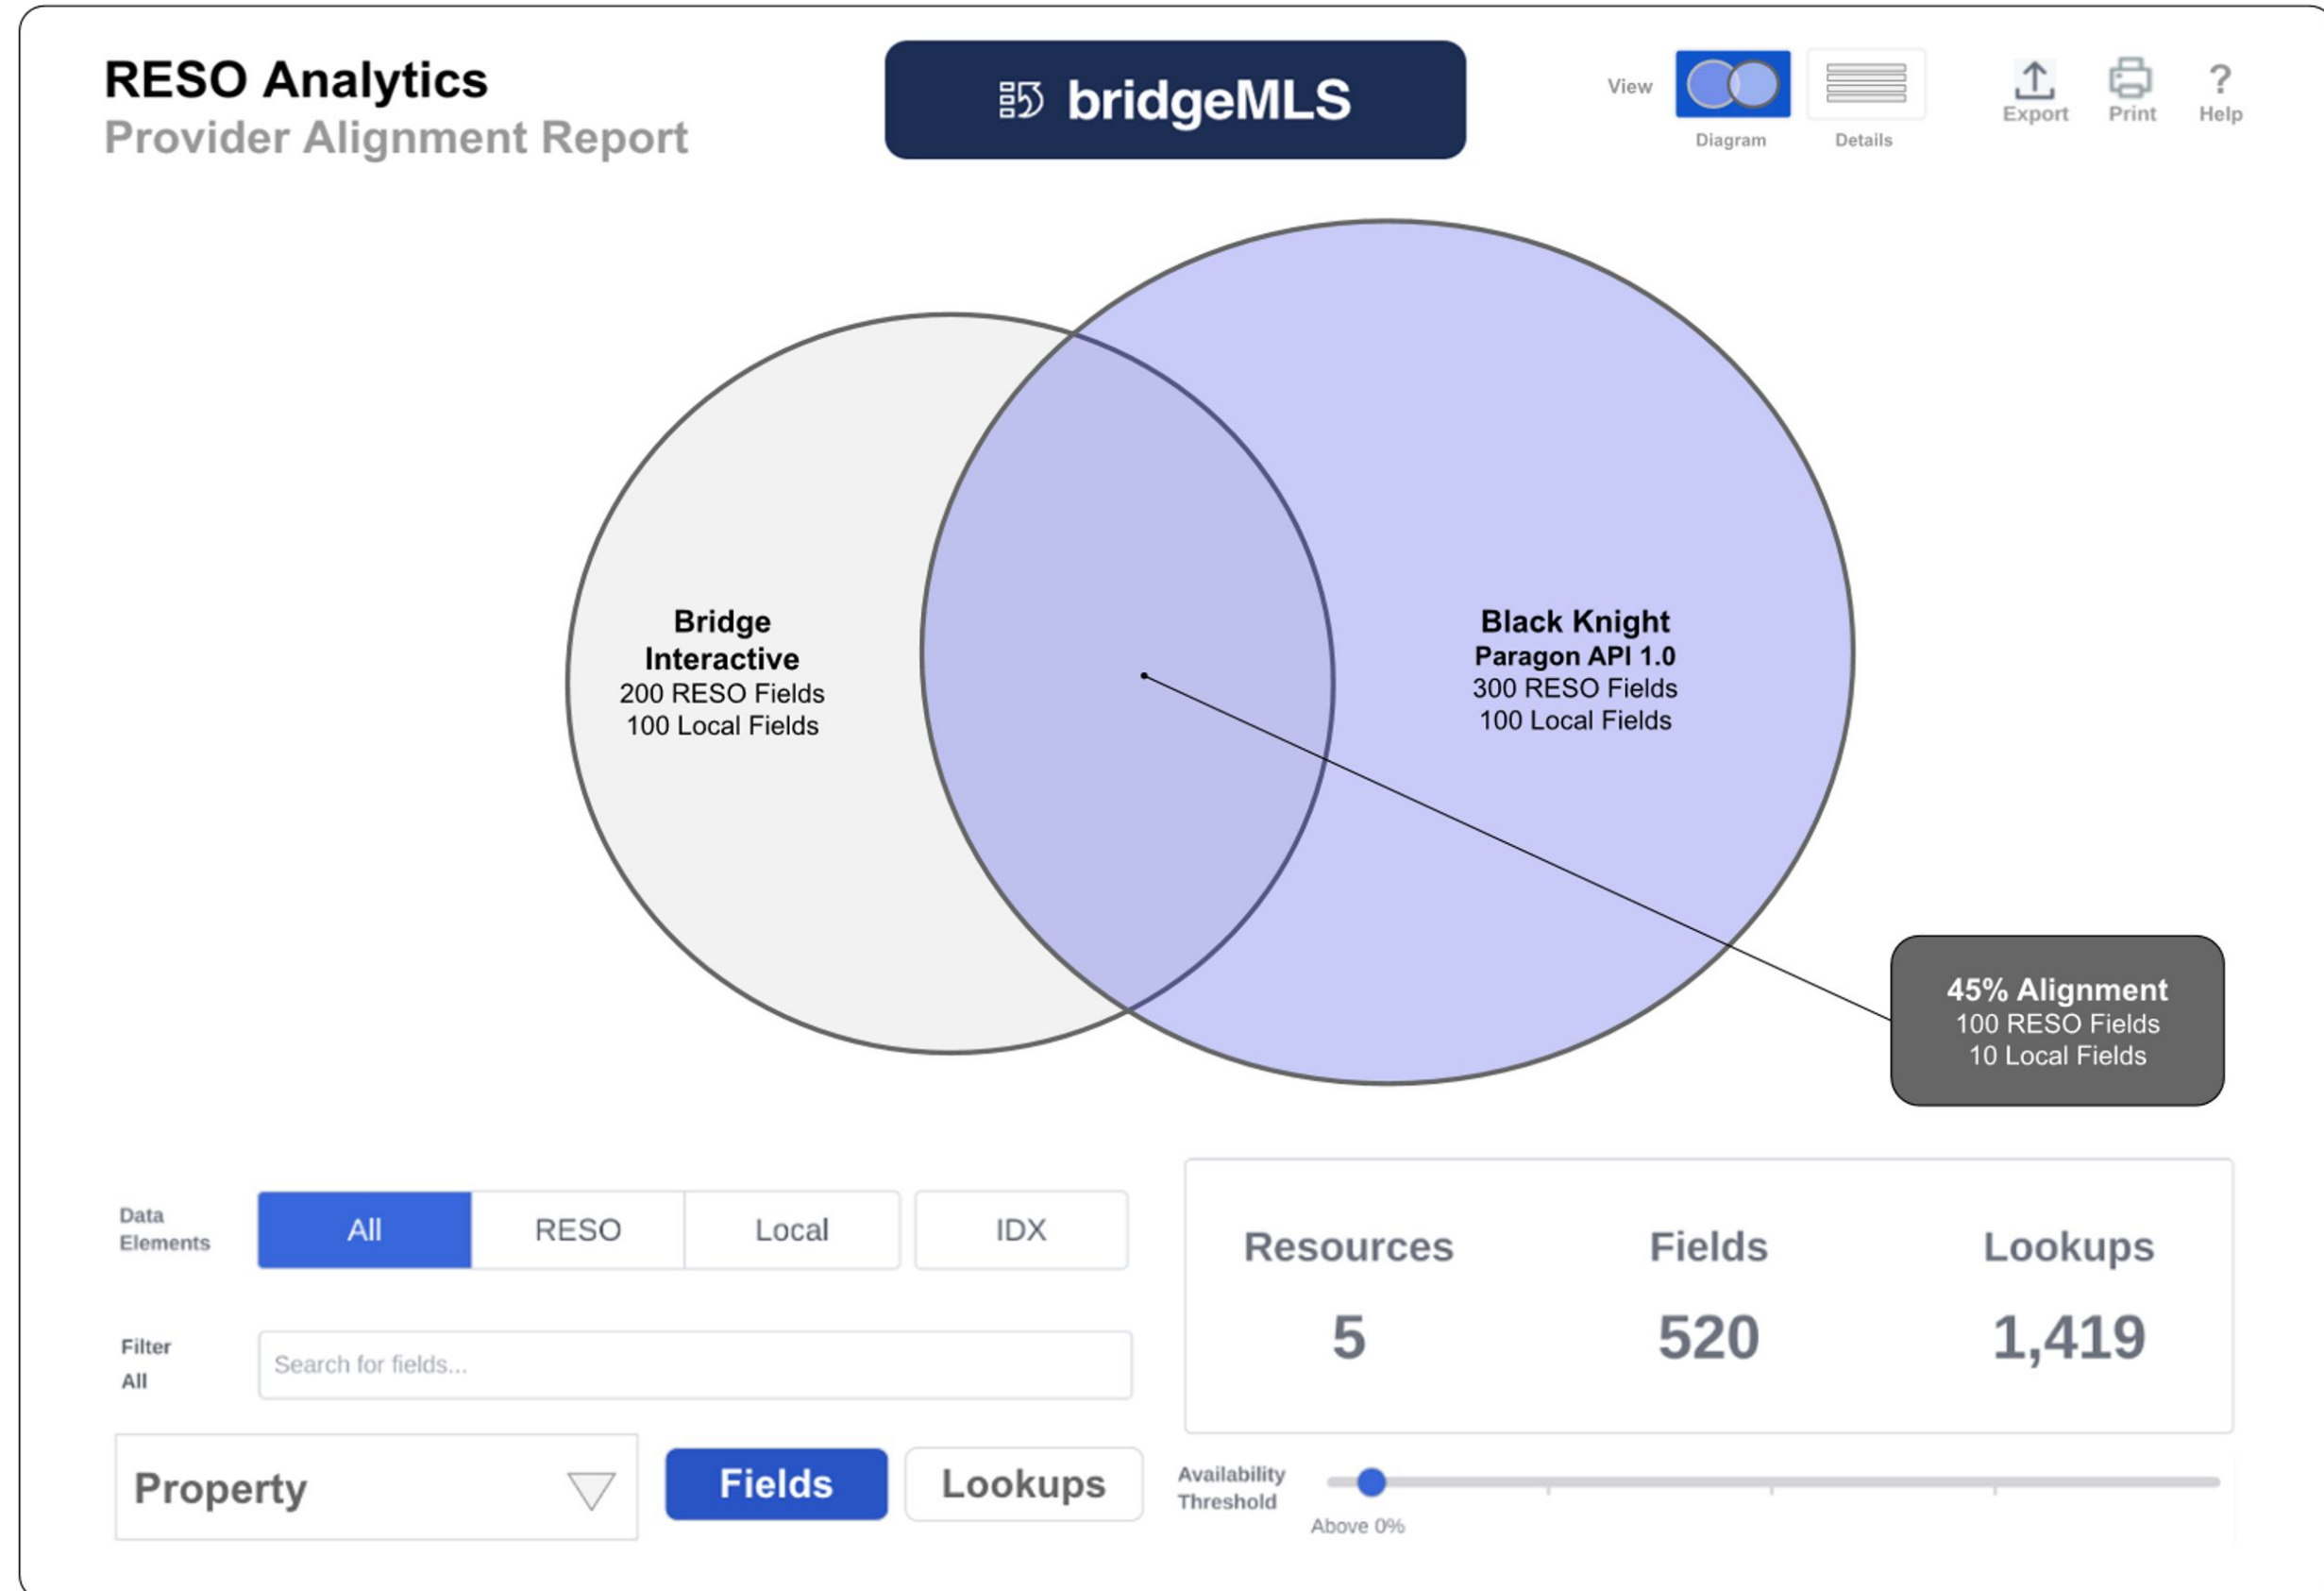 RESO Analytics
Provider Alignment Report
bridgeMLS
View
Diagram
Details
Export
Print
?
Help
Bridge
Interactive
200 RESO Fields
100 Local Fields
Black Knight
Paragon API 1.0
300 RESO Fields
100 Local Fields
45% Alignment
100 RESO Fields
10 Local Fields
Data
Elements
All
RESO
Local
IDX
Filter
All
Search for fields...
Property
Fields
Lookups
Resources
Fields
Lookups
5
520
1,419
Availability
Threshold
Above 0%